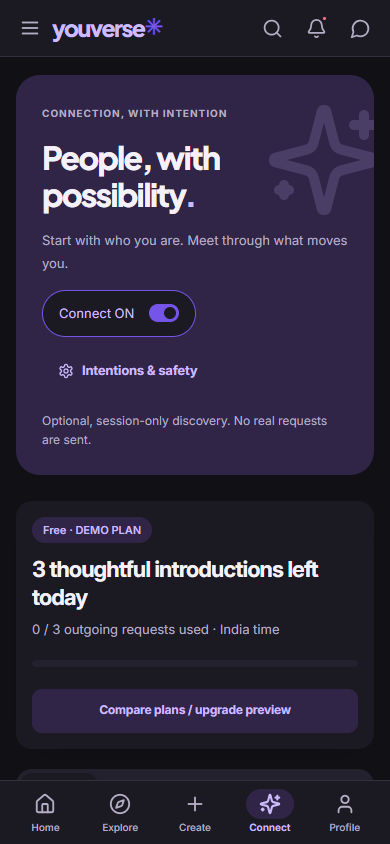 youverse
CONNECTION, WITH INTENTION
People, with
possibility.
Start with who you are. Meet through what moves
you.
Connect ON
Intentions & safety
Optional, session-only discovery. No real requests
are sent.
Free · DEMO PLAN
3 thoughtful introductions left
today
0 / 3 outgoing requests used · India time
Compare plans / upgrade preview
Home
Explore
Create
Connect
Profile